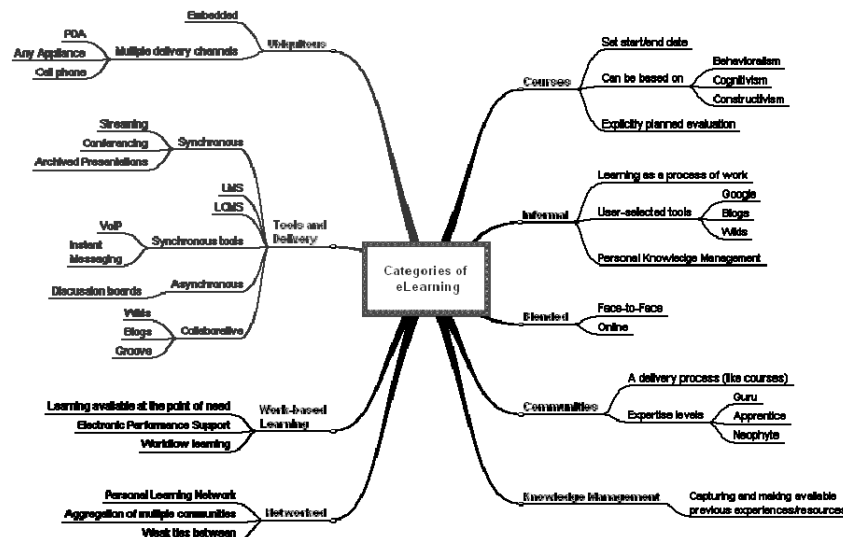 Embedded
Ubiquitous
PDA
Any Appliance
Cell phone
Multiple delivery channels
Streaming
Conferencing
Archived Presentations
Synchronous
LMS
LCMS
Tools and
Delivery
VoIP
Instant
Messaging
Synchronous tools
Discussion boards
Asynchronous
Wikis
Blogs
Groove
Collaborative
Learning available at the point of need
Electronic Performance Support
Workflow learning
Work-based
Learning
Personal Learning Network
Aggregation of multiple communities
Weak ties between
Networked
Categories of
eLearning
Courses
Set start/end date
Can be based on
Behavioralism
Cognitivism
Constructivism
Explicitly planned evaluation
Informal
Learning as a process of work
User-selected tools
Google
Blogs
Wikis
Personal Knowledge Management
Blended
Face-to-Face
Online
Communities
A delivery process (like courses)
Expertise levels
Guru
Apprentice
Neophyte
Knowledge Management
Capturing and making available
previous experiences/resources